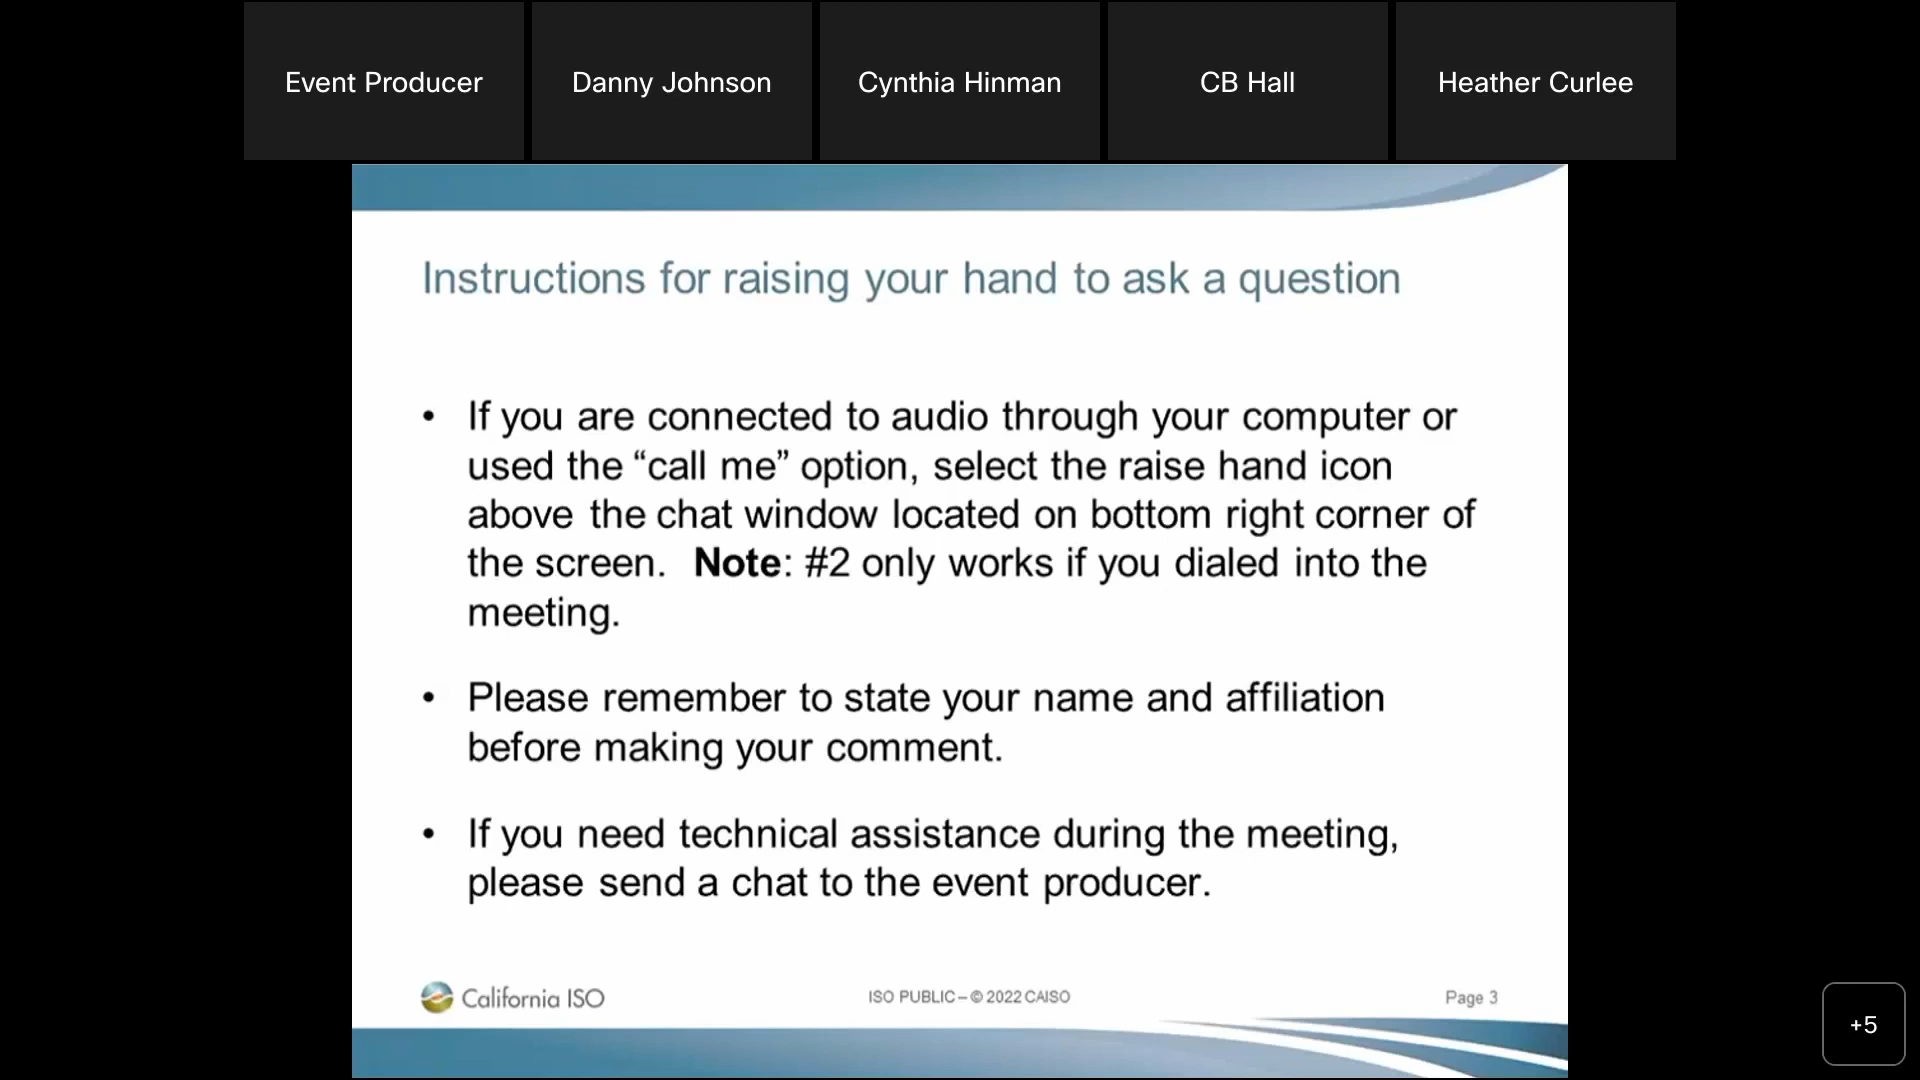 Event Producer
Danny Johnson
Cynthia Hinman
CB Hall
Heather Curlee
Instructions for raising your hand to ask a question
• If you are connected to audio through your computer or
used the “call me” option, select the raise hand icon
above the chat window located on bottom right corner of
the screen. Note: #2 only works if you dialed into the
meeting.
• Please remember to state your name and affiliation
before making your comment.
• If you need technical assistance during the meeting,
please send a chat to the event producer.
California ISO
ISO PUBLIC – © 2022 CAISO
Page 3
+5